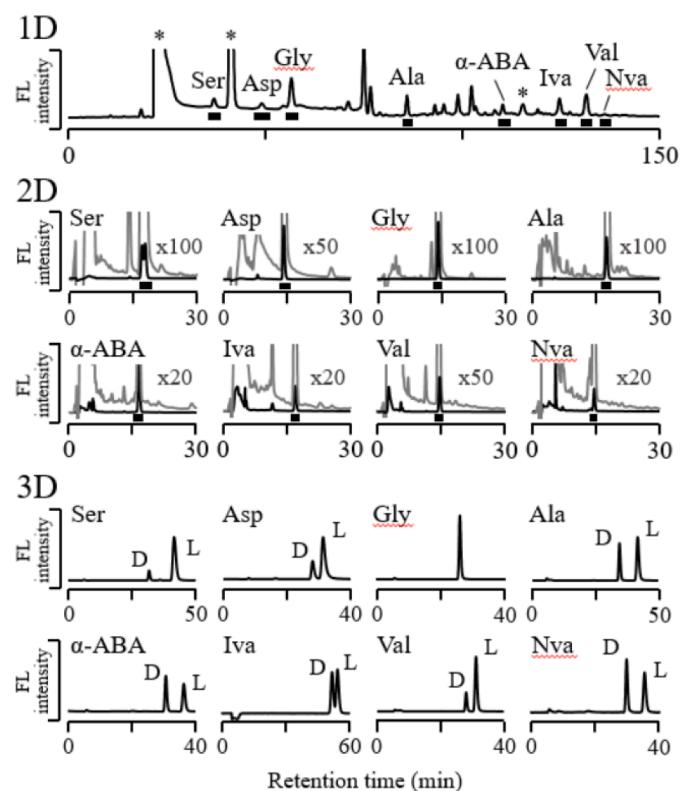 1D
FL intensity
*
Ser
Asp
Gly
*
Ala
α-ABA
*
Iva
Val
Nva
0
150
2D
FL intensity
Ser
x100
Asp
x50
Gly
x100
Ala
x100
0 30 0 30 0 30 0 30
FL intensity
α-ABA
x20
Iva
x20
Val
x50
Nva
x20
0 30 0 30 0 30 0 30
3D
FL intensity
Ser
D
L
Asp
D
L
Gly
Ala
D
L
0 50 0 40 0 40 0 50
FL intensity
α-ABA
D
L
Iva
D
L
Val
D
L
Nva
D
L
0 40 0 60 0 40 0 40
Retention time (min)